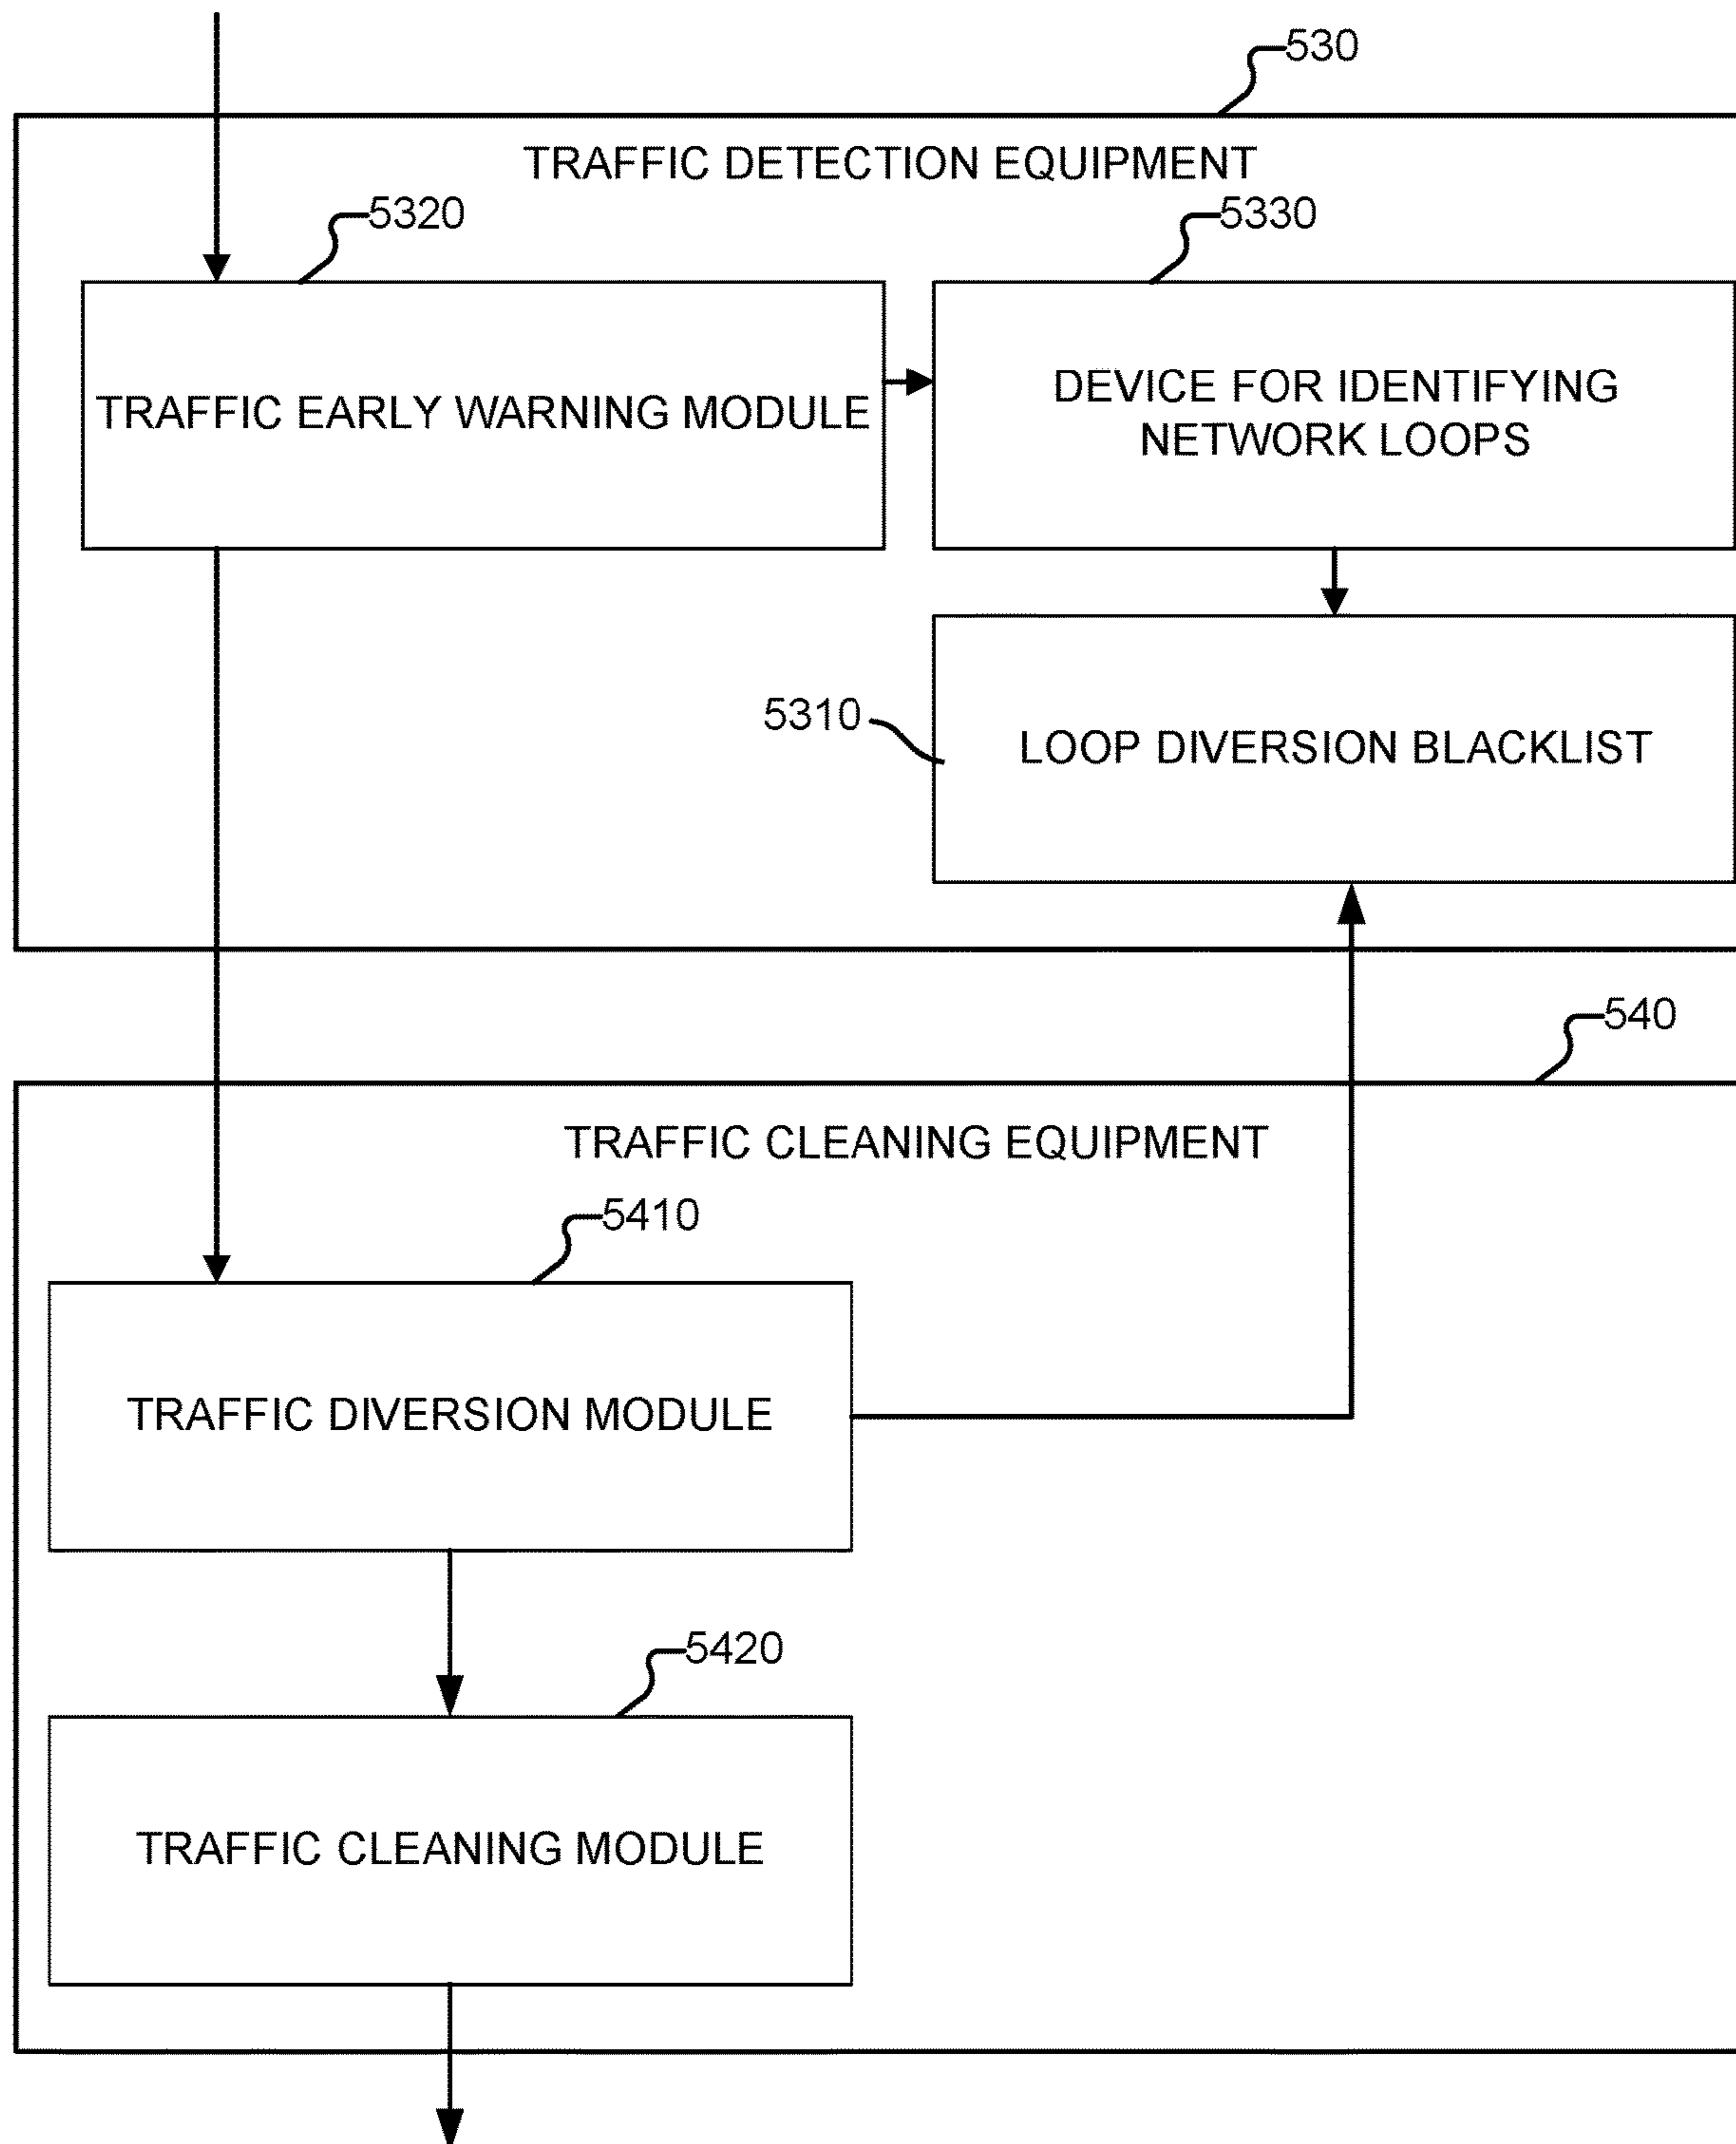 530
TRAFFIC DETECTION EQUIPMENT
5320
5330
TRAFFIC EARLY WARNING MODULE
DEVICE FOR IDENTIFYING
NETWORK LOOPS
5310
LOOP DIVERSION BLACKLIST
540
TRAFFIC CLEANING EQUIPMENT
5410
TRAFFIC DIVERSION MODULE
5420
TRAFFIC CLEANING MODULE